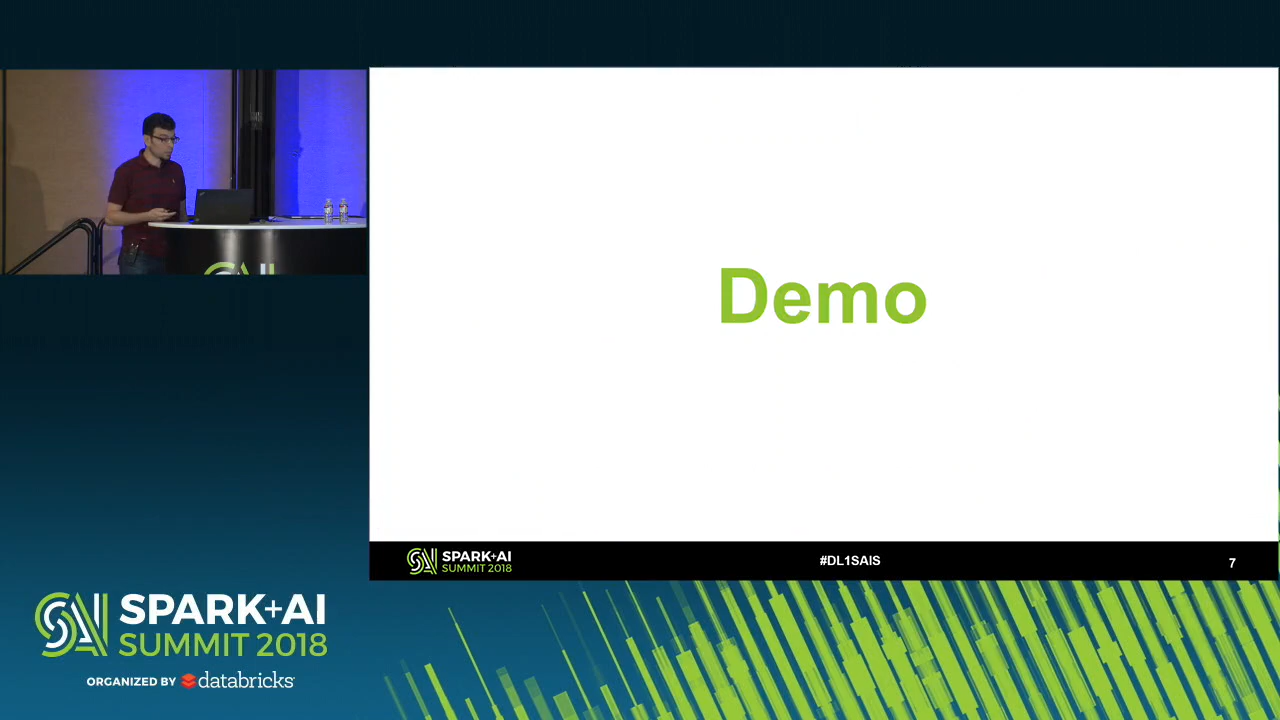 Demo
SPARK+AI
SUMMIT 2018
#DL1SAIS
7
SPARK+AI
SUMMIT 2018
ORGANIZED BY databricks